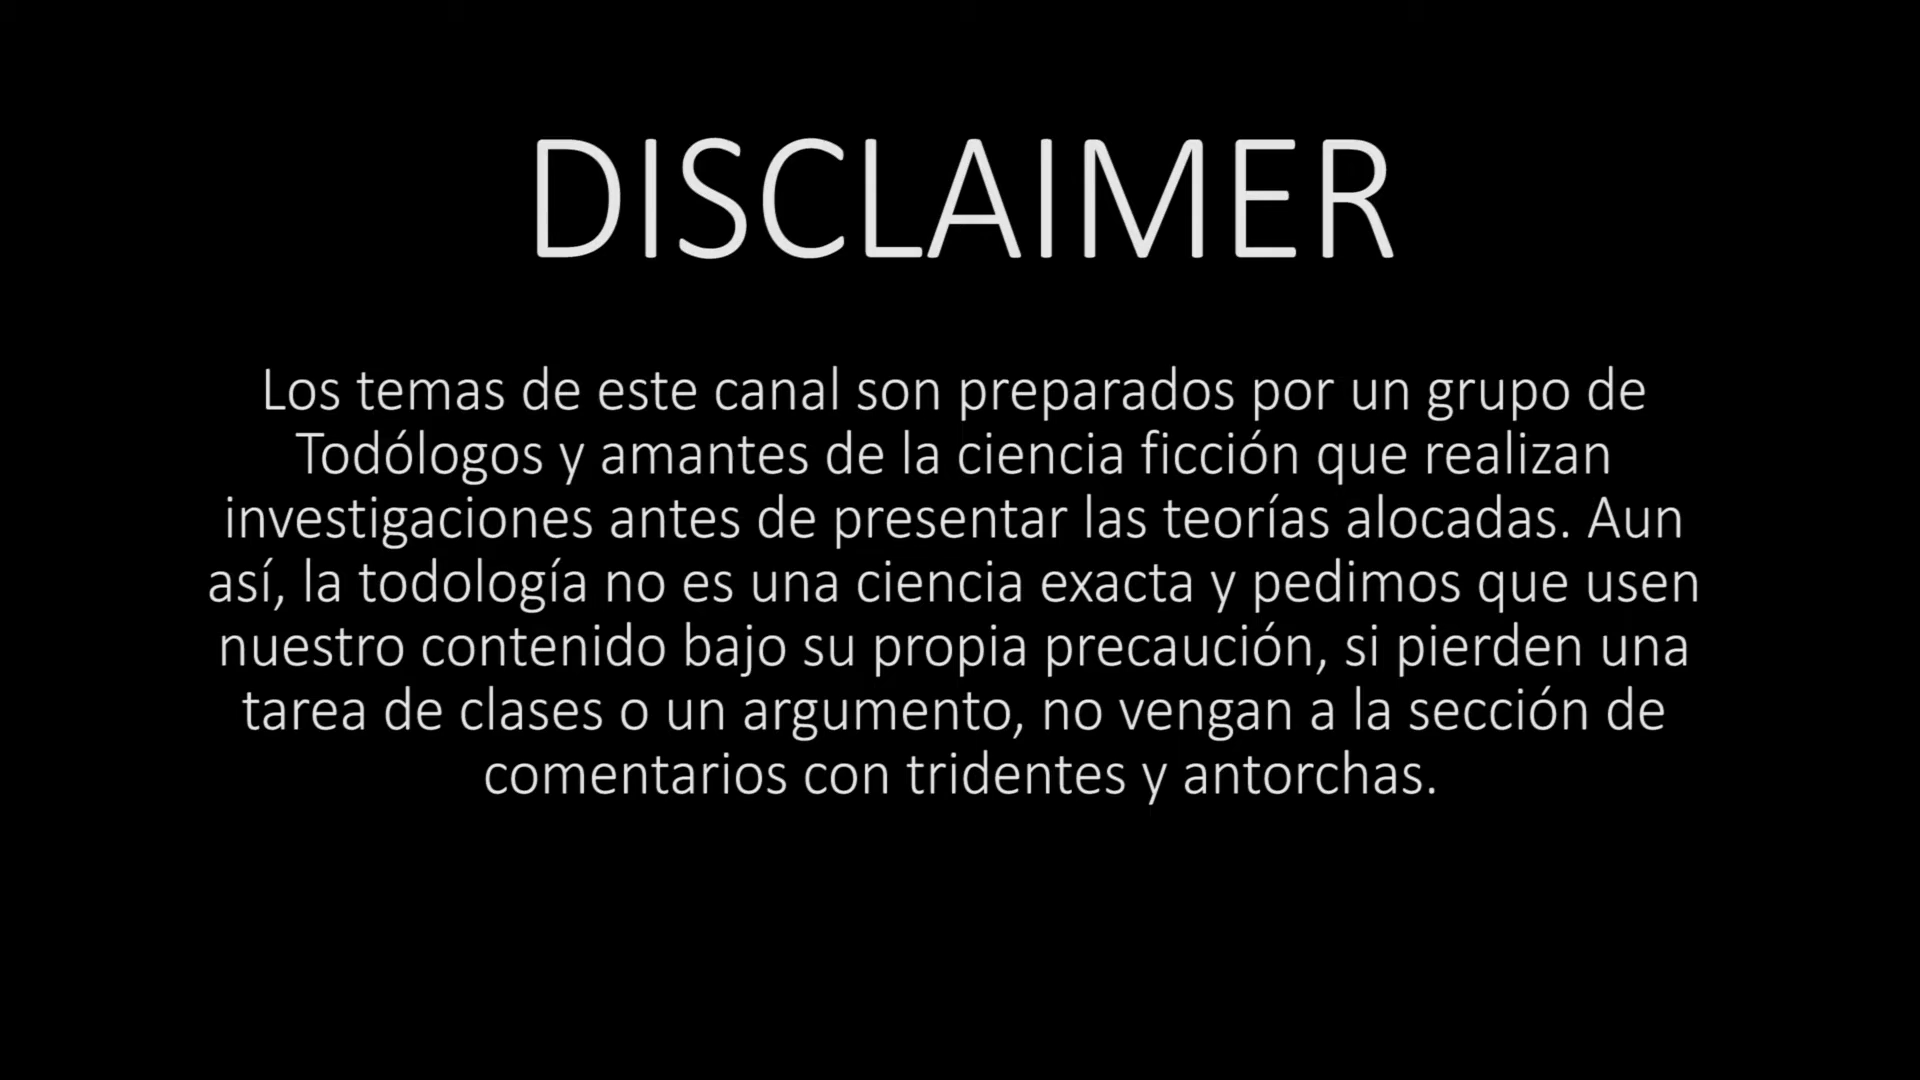 DISCLAIMER
Los temas de este canal son preparados por un grupo de
Todólogos y amantes de la ciencia ficción que realizan
investigaciones antes de presentar las teorías alocadas. Aun
así, la todología no es una ciencia exacta y pedimos que usen
nuestro contenido bajo su propia precaución, si pierden una
tarea de clases o un argumento, no vengan a la sección de
comentarios con tridentes y antorchas.